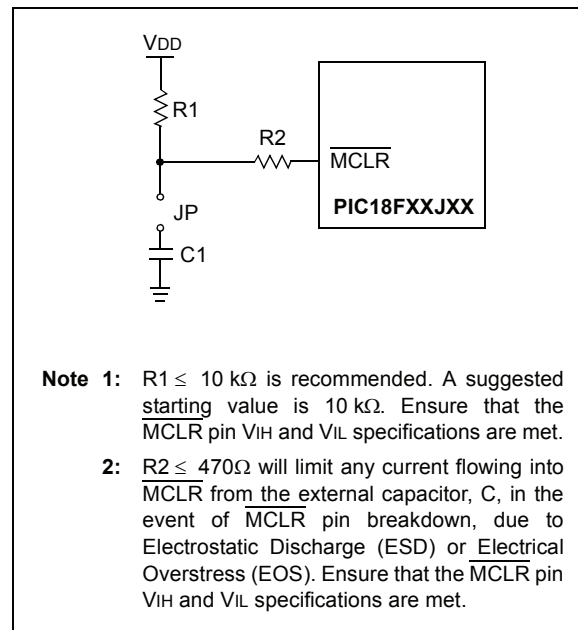 VDD
R1
R2
MCLR
JP
PIC18FXXJXX
C1
Note 1: R1 ≤ 10 kΩ is recommended. A suggested
starting value is 10 kΩ. Ensure that the
MCLR pin VIH and VIL specifications are met.
2: R2 ≤ 470Ω will limit any current flowing into
MCLR from the external capacitor, C, in the
event of MCLR pin breakdown, due to
Electrostatic Discharge (ESD) or Electrical
Overstress (EOS). Ensure that the MCLR pin
VIH and VIL specifications are met.